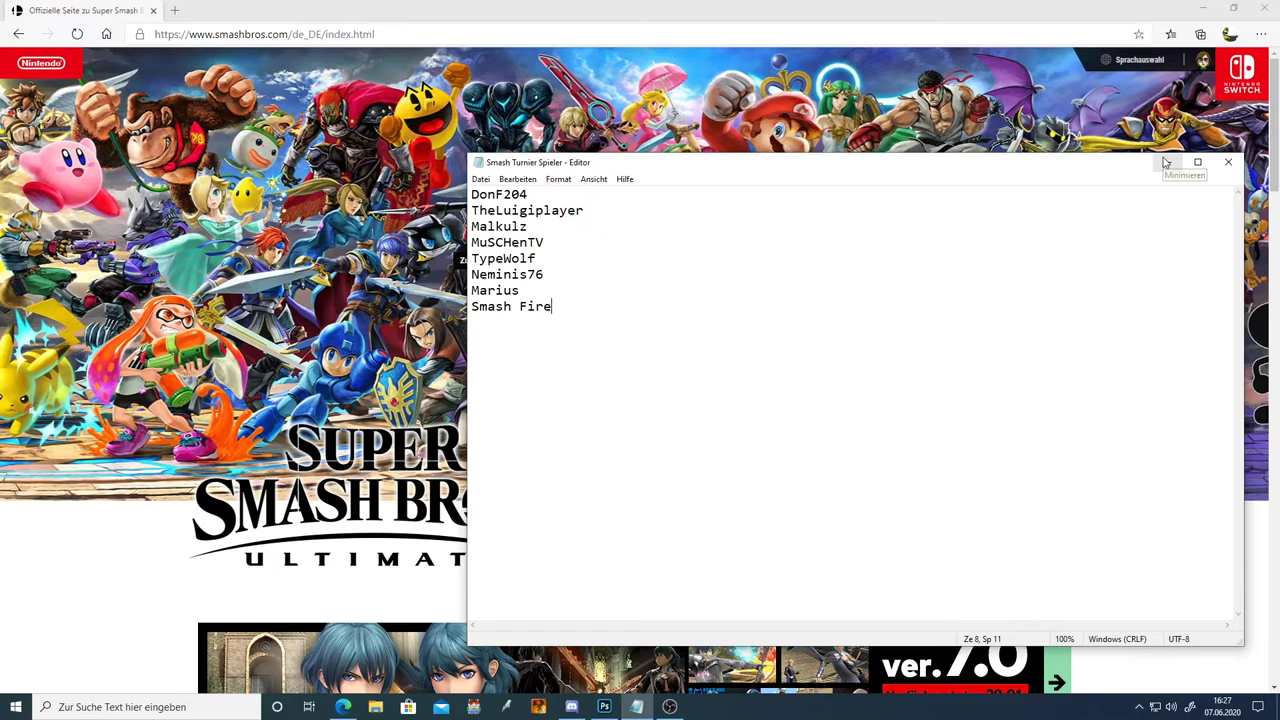 Offizielle Seite zu Super Smash B
https://www.smashbros.com/de_DE/index.html
Nintendo
Sprachauswahl
NINTENDO
SWITCH
Smash Turnier Spieler - Editor
Minimieren
Datei Bearbeiten Format Ansicht Hilfe
DonF204
TheLuigiplayer
Malkulz
MuSCHenTV
TypeWolf
Neminis76
Marius
Smash Fire
SUPER
SMASH BRO
ULTIMAT
Ze 8, Sp 11 100% Windows (CRLF) UTF-8
ver.7.0
Zur Suche Text hier eingeben
16:27
07.06.2020